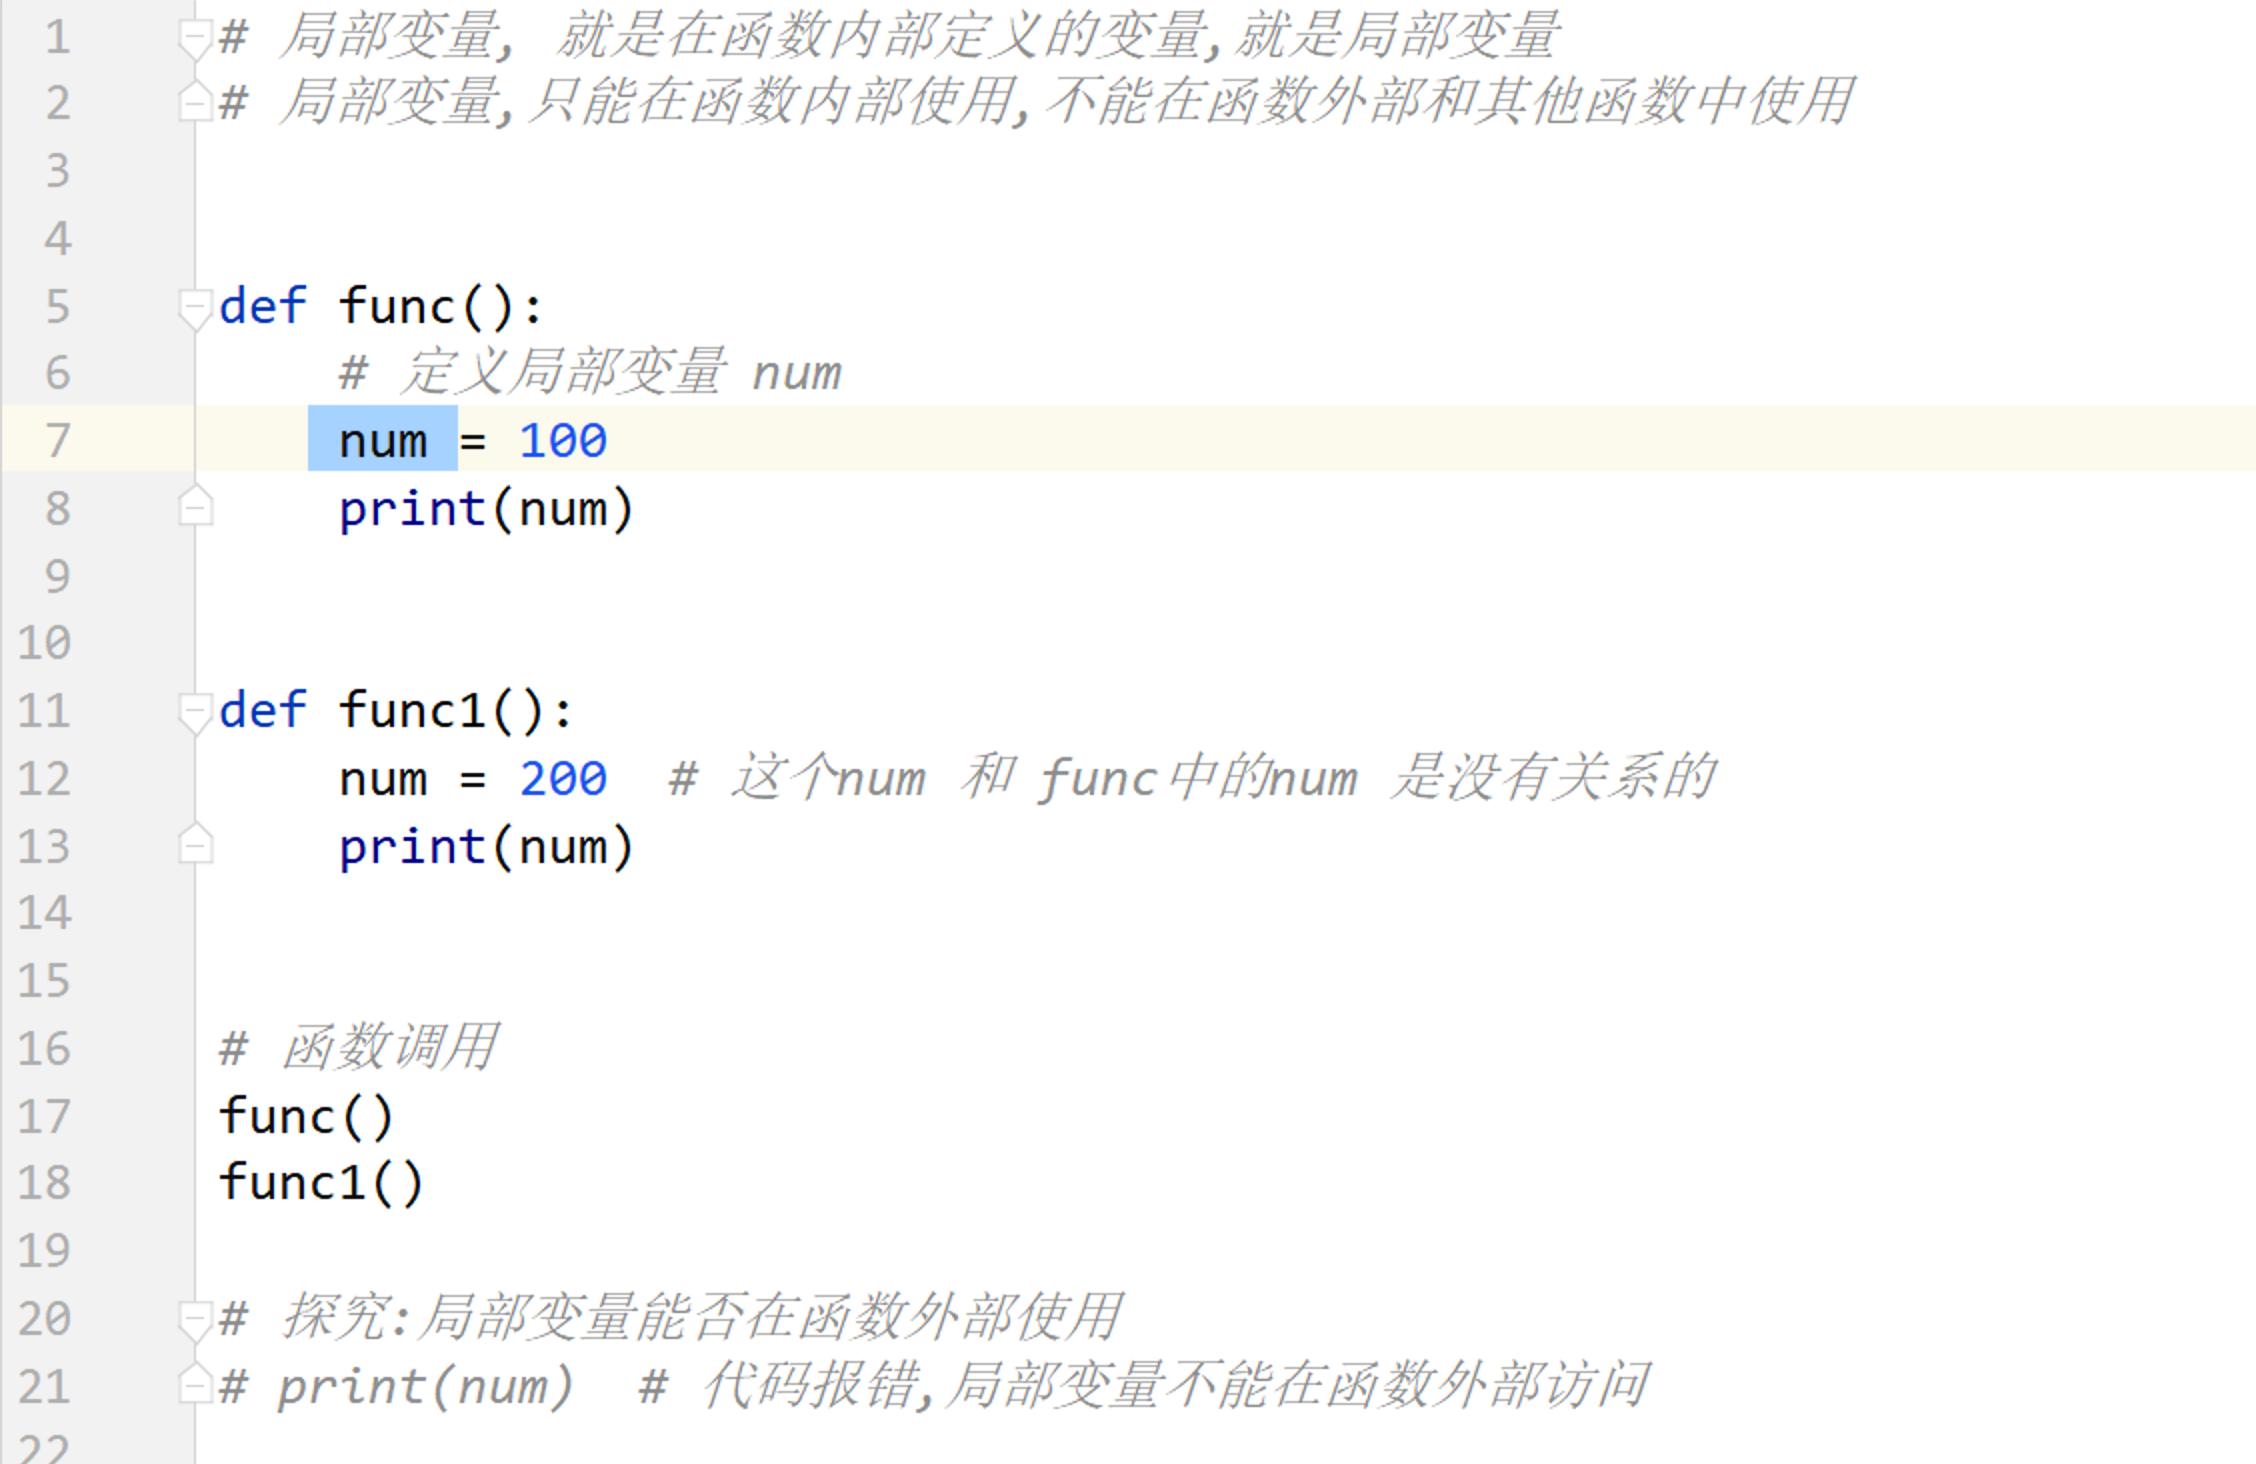 1 # 局部变量, 就是在函数内部定义的变量,就是局部变量
2 # 局部变量,只能在函数内部使用,不能在函数外部和其他函数中使用
3
4
5 def func():
6     # 定义局部变量 num
7     num = 100
8     print(num)
9
10
11 def func1():
12     num = 200  # 这个num 和 func中的num 是没有关系的
13     print(num)
14
15
16 # 函数调用
17 func()
18 func1()
19
20 # 探究:局部变量能否在函数外部使用
21 # print(num)  # 代码报错,局部变量不能在函数外部访问
22